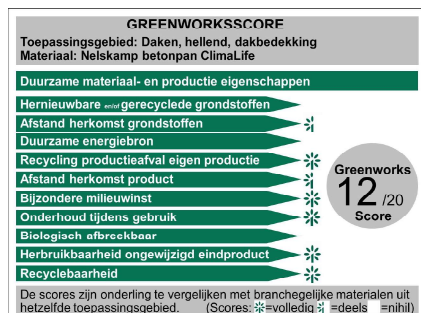 GREENWORKSSCORE
Toepassingsgebied: Daken, hellend, dakbedekking
Materiaal: Nelskamp betonpan ClimaLife
Duurzame materiaal- en productie eigenschappen
Hernieuwbare en/of gerecyclede grondstoffen
Afstand herkomst grondstoffen
Duurzame energiebron
Recycling productieafval eigen productie
Afstand herkomst product
Bijzondere milieuwinst
Onderhoud tijdens gebruik
Biologisch afbreekbaar
Herbruikbaarheid ongewijzigd eindproduct
Recyclebaarheid
Greenworks
12 /20
Score
De scores zijn onderling te vergelijken met branchegelijke materialen uit
hetzelfde toepassingsgebied. (Scores: =volledig =deels =nihil)